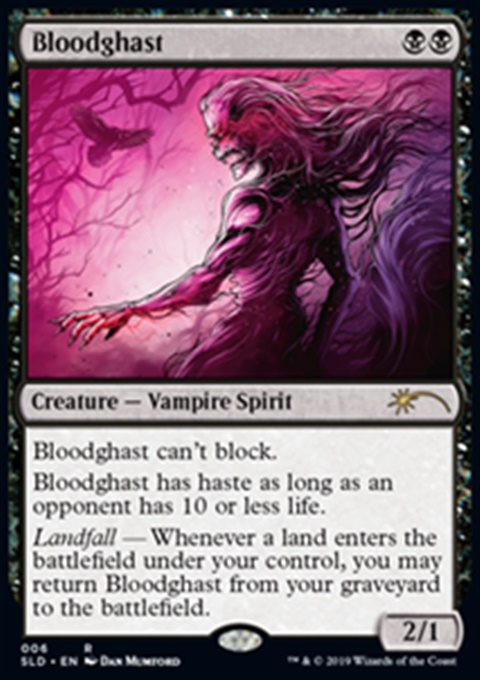 Bloodghast
Creature — Vampire Spirit
Bloodghast can't block.
Bloodghast has haste as long as an
opponent has 10 or less life.
Landfall — Whenever a land enters the
battlefield under your control, you may
return Bloodghast from your graveyard
to the battlefield.
2/1
006 R
SLD • EN Dan Mumford
™ & © 2019 Wizards of the Coast